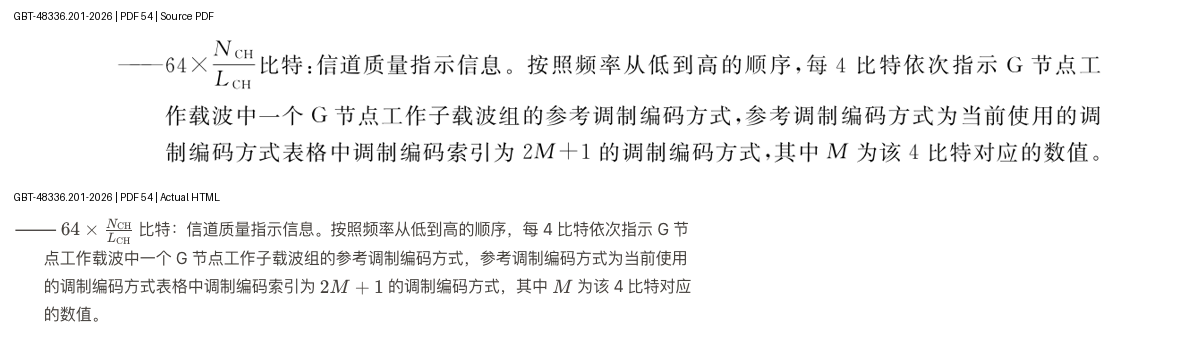 GBT-48336.201-2026 | PDF 54 | Source PDF
——64×N_CH/L_CH比特:信道质量指示信息。按照频率从低到高的顺序,每 4 比特依次指示 G 节点工
作载波中一个 G 节点工作子载波组的参考调制编码方式,参考调制编码方式为当前使用的调
制编码方式表格中调制编码索引为 2M+1 的调制编码方式,其中 M 为该 4 比特对应的数值。
GBT-48336.201-2026 | PDF 54 | Actual HTML
—— 64 × N_CH/L_CH 比特：信道质量指示信息。按照频率从低到高的顺序，每 4 比特依次指示 G 节
点工作载波中一个 G 节点工作子载波组的参考调制编码方式，参考调制编码方式为当前使用
的调制编码方式表格中调制编码索引为 2M + 1 的调制编码方式，其中 M 为该 4 比特对应
的数值。